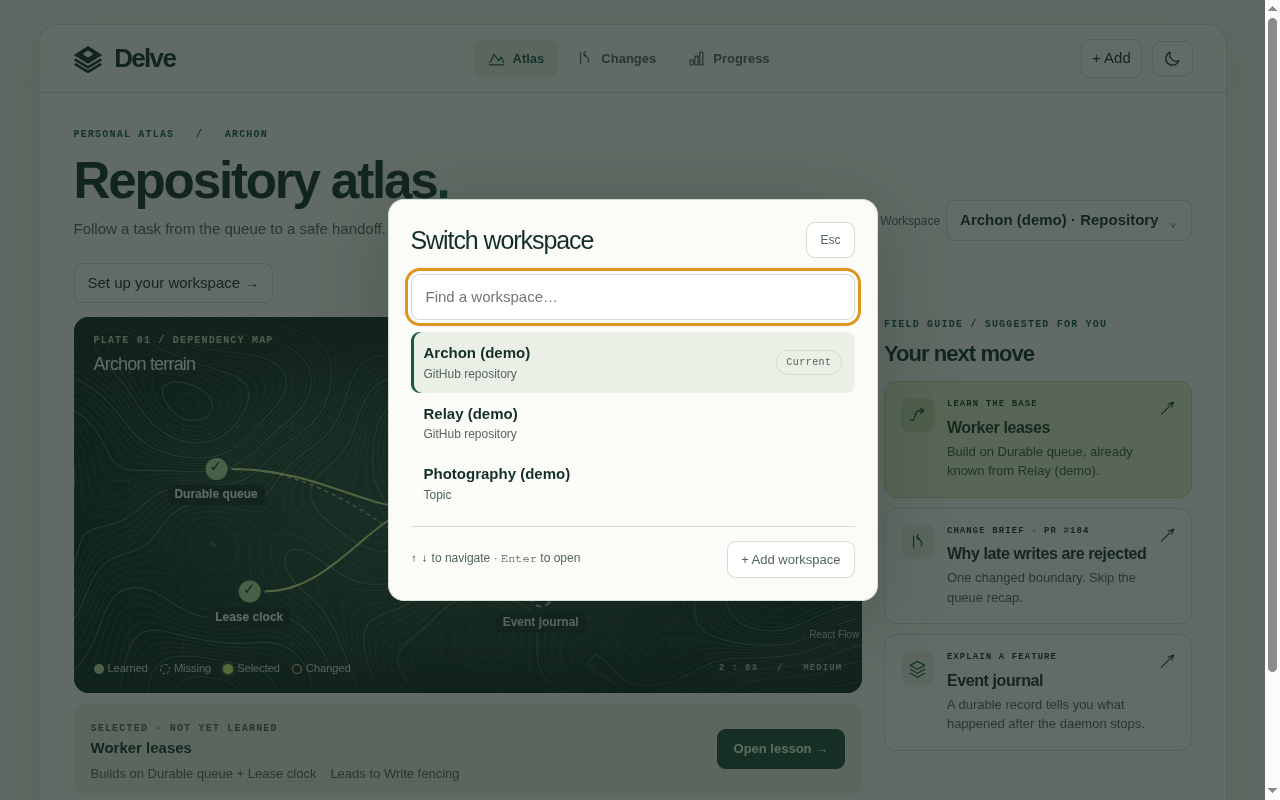 Delve
Atlas
Changes
Progress
+ Add
PERSONAL ATLAS / ARCHON
Repository atlas.
Follow a task from the queue to a safe handoff.
Workspace
Archon (demo) · Repository
Set up your workspace →
Switch workspace
Esc
Find a workspace…
Archon (demo)
GitHub repository
Current
Relay (demo)
GitHub repository
Photography (demo)
Topic
↑ ↓ to navigate · Enter to open
+ Add workspace
PLATE 01 / DEPENDENCY MAP
Archon terrain
Durable queue
Lease clock
Event journal
React Flow
Learned
Missing
Selected
Changed
2 : 03 / MEDIUM
SELECTED · NOT YET LEARNED
Worker leases
Builds on Durable queue + Lease clock Leads to Write fencing
Open lesson →
FIELD GUIDE / SUGGESTED FOR YOU
Your next move
LEARN THE BASE
Worker leases
Build on Durable queue, already
known from Relay (demo).
CHANGE BRIEF · PR #184
Why late writes are rejected
One changed boundary. Skip the
queue recap.
EXPLAIN A FEATURE
Event journal
A durable record tells you what
happened after the daemon stops.